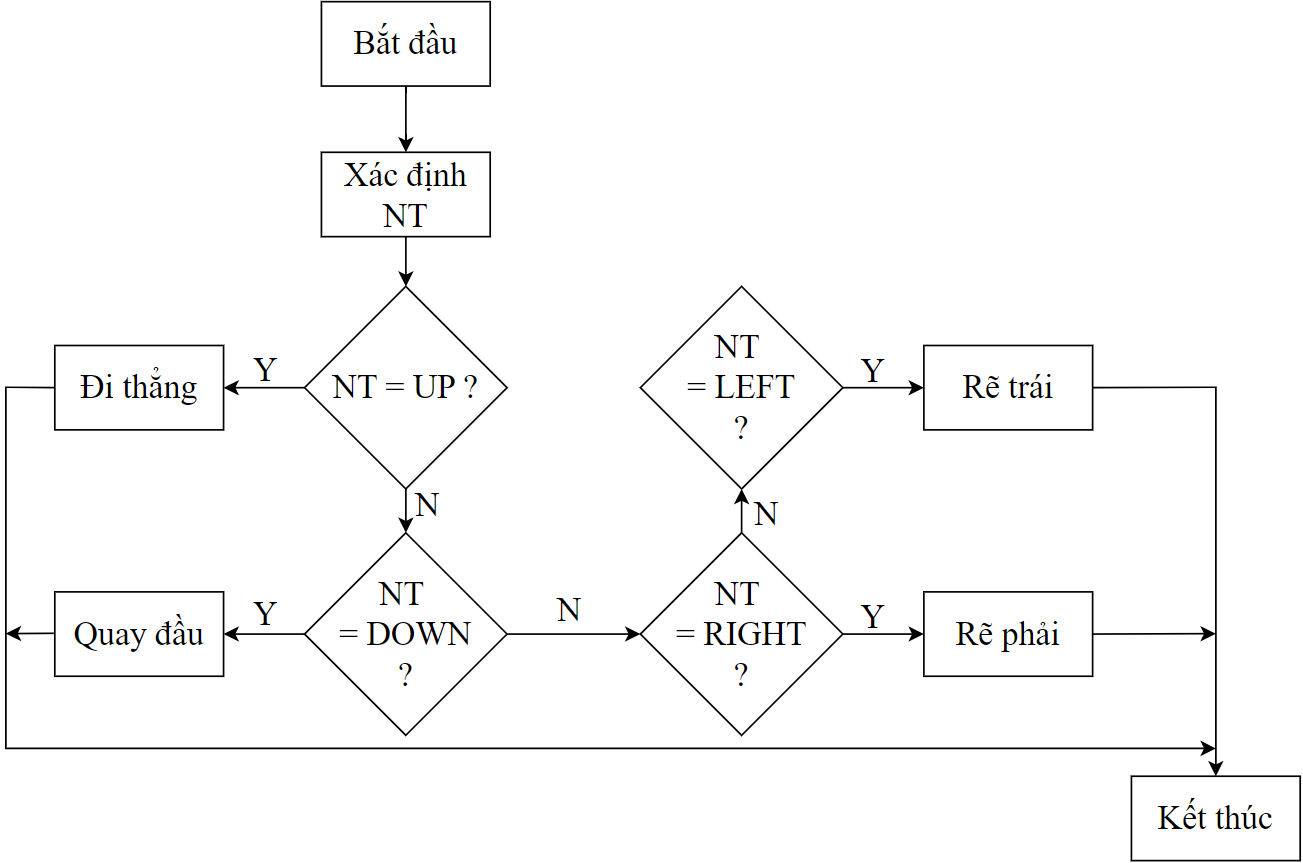 Bắt đầu
Xác định
NT
NT = UP ?
Y
Đi thẳng
N
NT
= DOWN
?
Y
Quay đầu
N
NT
= RIGHT
?
Y
Rẽ phải
N
NT
= LEFT
?
Y
Rẽ trái
Kết thúc